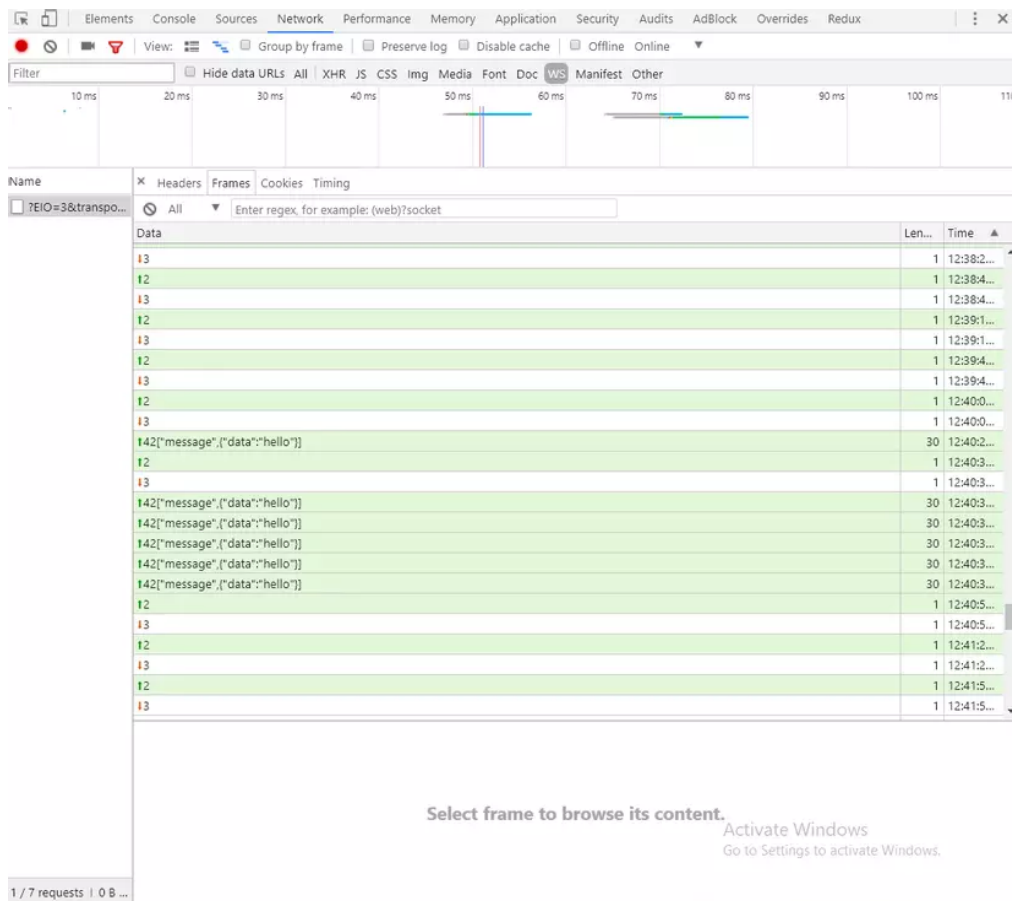 Elements Console Sources Network Performance Memory Application Security Audits AdBlock Overrides Redux
View: Group by frame Preserve log Disable cache Offline Online
Filter Hide data URLs All XHR JS CSS Img Media Font Doc WS Manifest Other
10 ms 20 ms 30 ms 40 ms 50 ms 60 ms 70 ms 80 ms 90 ms 100 ms 11
Name × Headers Frames Cookies Timing
?EIO=3&transpo... All Enter regex, for example: (web)?socket
Data Len... Time ▲
↓3 1 12:38:2...
↑2 1 12:38:4...
↓3 1 12:38:4...
↑2 1 12:39:1...
↓3 1 12:39:1...
↑2 1 12:39:4...
↓3 1 12:39:4...
↑2 1 12:40:0...
↓3 1 12:40:0...
↑42["message",{"data":"hello"}] 30 12:40:2...
↑2 1 12:40:3...
↓3 1 12:40:3...
↑42["message",{"data":"hello"}] 30 12:40:3...
↑42["message",{"data":"hello"}] 30 12:40:3...
↑42["message",{"data":"hello"}] 30 12:40:3...
↑42["message",{"data":"hello"}] 30 12:40:3...
↑42["message",{"data":"hello"}] 30 12:40:3...
↑2 1 12:40:5...
↓3 1 12:40:5...
↑2 1 12:41:2...
↓3 1 12:41:2...
↑2 1 12:41:5...
↓3 1 12:41:5...
Select frame to browse its content.
Activate Windows
Go to Settings to activate Windows.
1 / 7 requests | 0 B ...